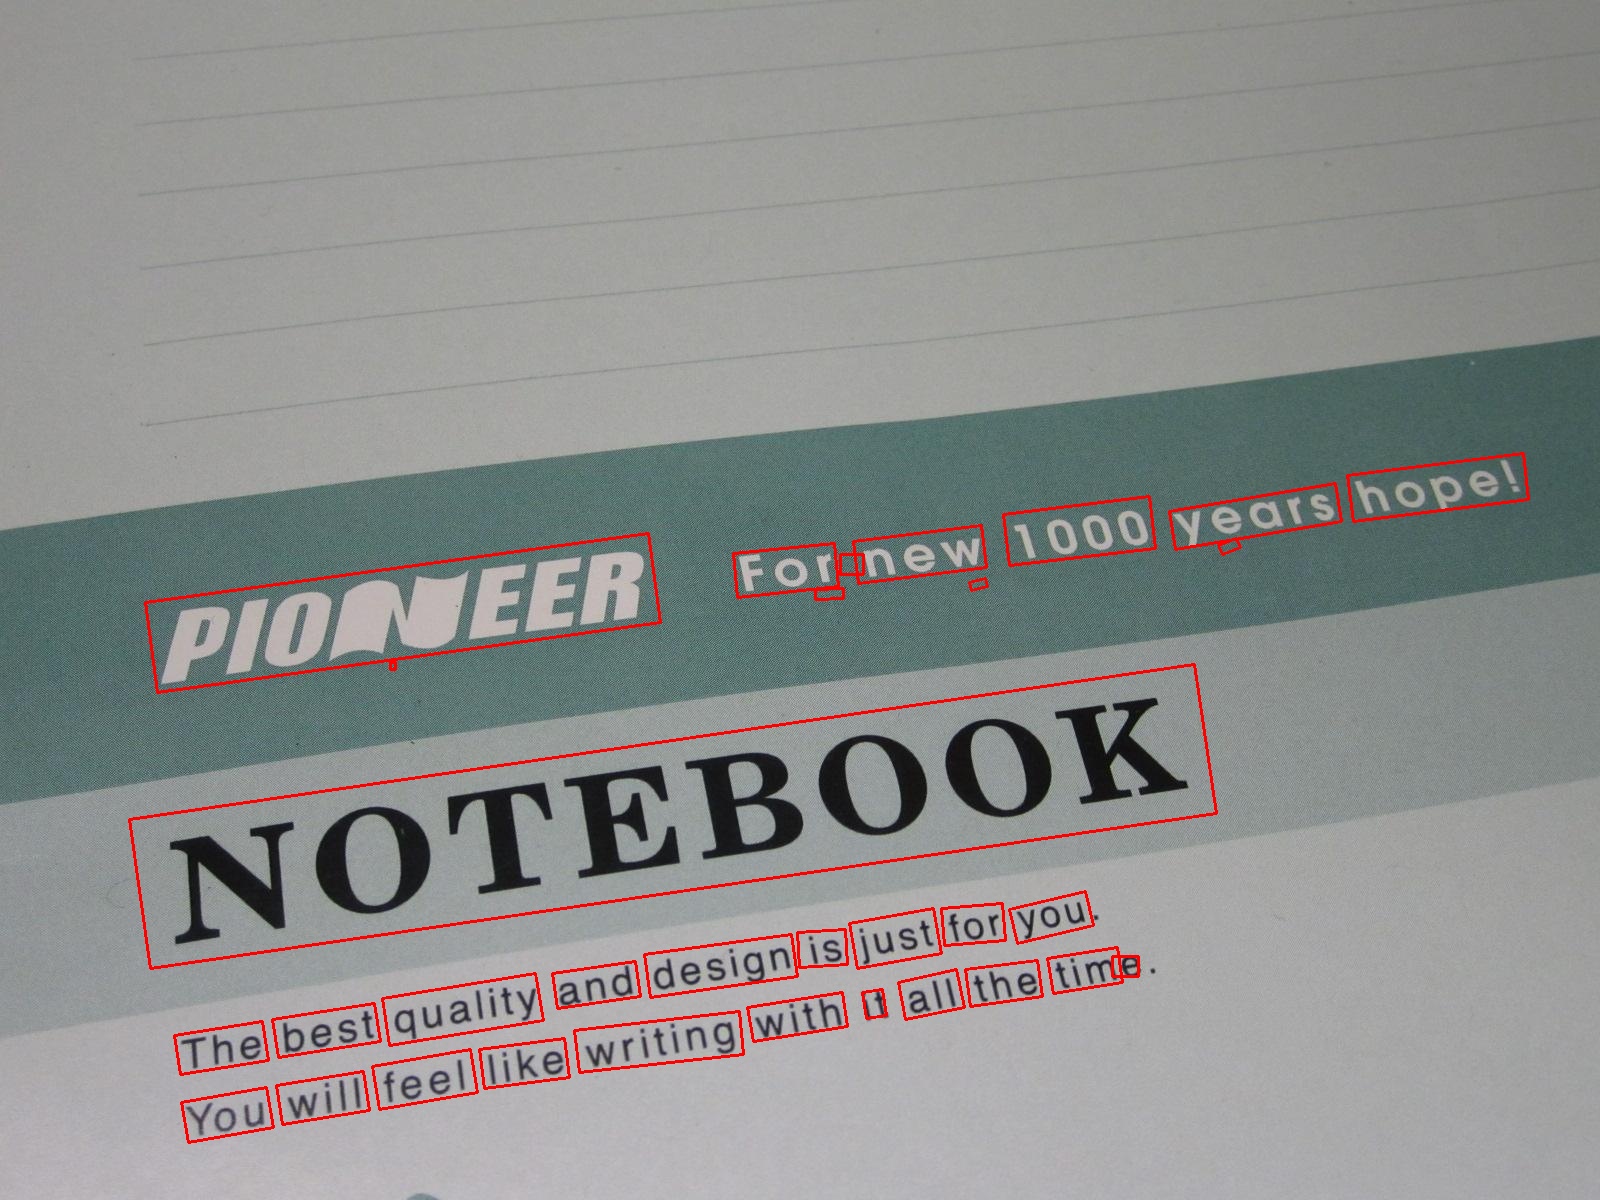 PIONEER For new 1000 years hope!
NOTEBOOK
The best quality and design is just for you.
You will feel like writing with it all the time.